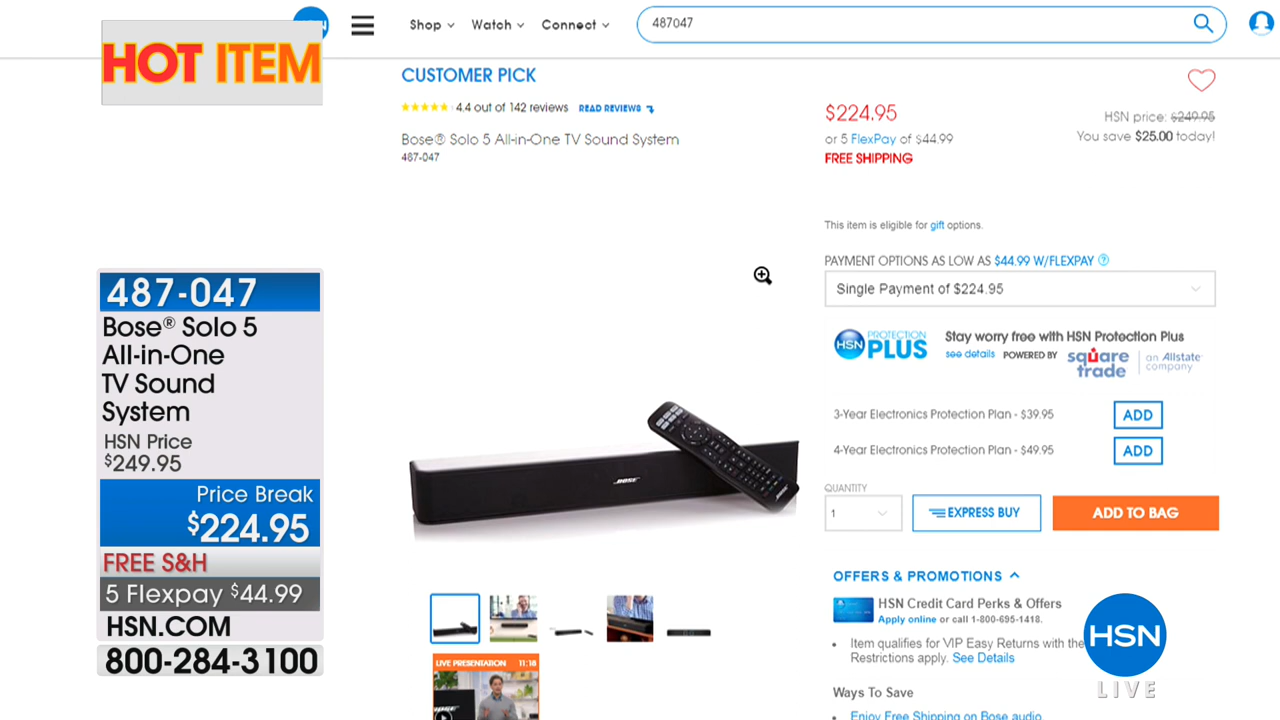 HSN
HOT ITEM
Shop
Watch
Connect
487047
CUSTOMER PICK
4.4 out of 142 reviews READ REVIEWS
Bose® Solo 5 All-in-One TV Sound System
487-047
$224.95
or 5 FlexPay of $44.99
FREE SHIPPING
HSN price: $249.95
You save $25.00 today!
This item is eligible for gift options.
PAYMENT OPTIONS AS LOW AS $44.99 W/FLEXPAY ?
Single Payment of $224.95
HSN PROTECTION PLUS
Stay worry free with HSN Protection Plus
see details POWERED BY square trade an Allstate company
3-Year Electronics Protection Plan - $39.95 ADD
4-Year Electronics Protection Plan - $49.95 ADD
QUANTITY
1
EXPRESS BUY
ADD TO BAG
OFFERS & PROMOTIONS
HSN Credit Card Perks & Offers
Apply online or call 1-800-695-1418.
• Item qualifies for VIP Easy Returns with the
Restrictions apply. See Details
Ways To Save
• Enjoy Free Shipping on Bose audio
487-047
Bose® Solo 5
All-in-One
TV Sound
System
HSN Price
$249.95
Price Break
$224.95
FREE S&H
5 Flexpay $44.99
HSN.COM
800-284-3100
BOSE
LIVE PRESENTATION 11:18
HSN
LIVE